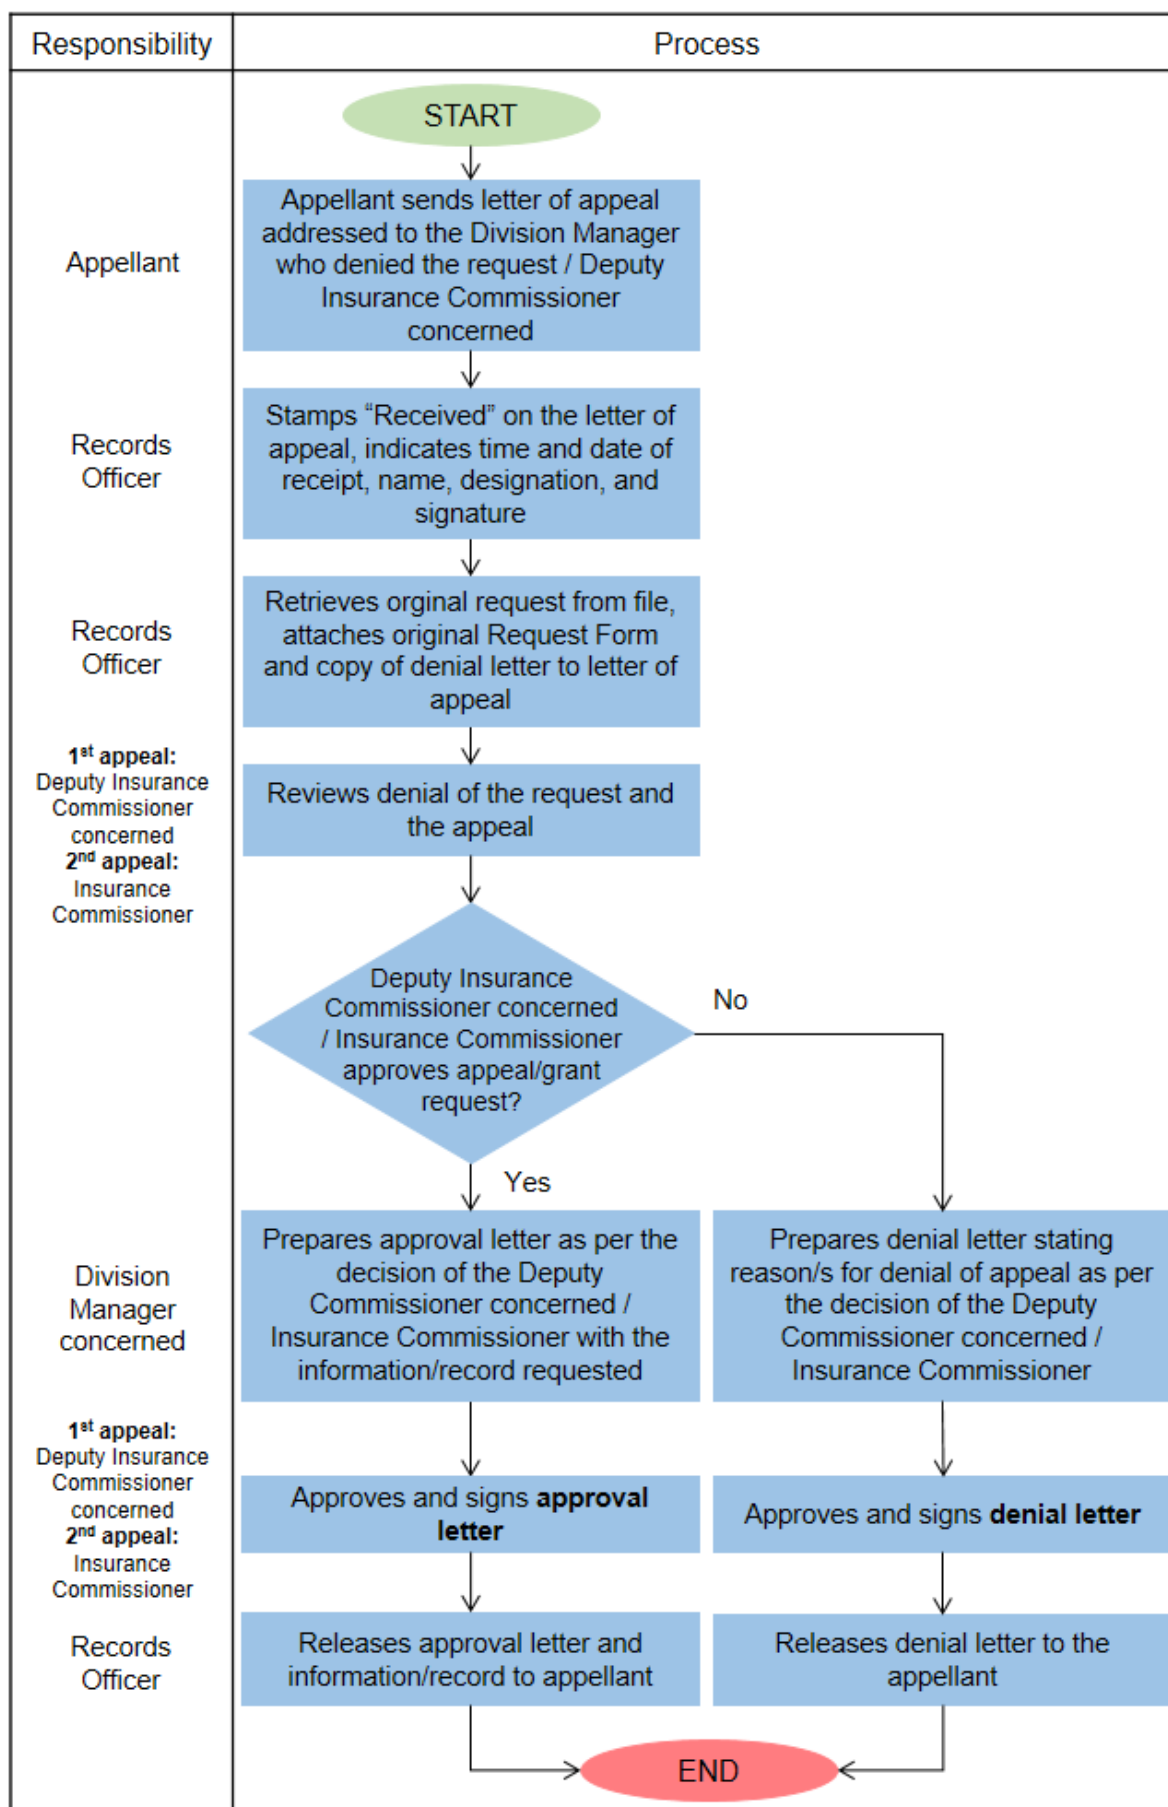 Responsibility
Process
START
Appellant
Appellant sends letter of appeal
addressed to the Division Manager
who denied the request / Deputy
Insurance Commissioner
concerned
Records
Officer
Stamps “Received” on the letter of
appeal, indicates time and date of
receipt, name, designation, and
signature
Records
Officer
Retrieves orginal request from file,
attaches original Request Form
and copy of denial letter to letter of
appeal
1st appeal:
Deputy Insurance
Commissioner
concerned
2nd appeal:
Insurance
Commissioner
Reviews denial of the request and
the appeal
Deputy Insurance
Commissioner concerned
/ Insurance Commissioner
approves appeal/grant
request?
No
Yes
Division
Manager
concerned
Prepares approval letter as per the
decision of the Deputy
Commissioner concerned /
Insurance Commissioner with the
information/record requested
Prepares denial letter stating
reason/s for denial of appeal as per
the decision of the Deputy
Commissioner concerned /
Insurance Commissioner
1st appeal:
Deputy Insurance
Commissioner
concerned
2nd appeal:
Insurance
Commissioner
Approves and signs approval
letter
Approves and signs denial letter
Records
Officer
Releases approval letter and
information/record to appellant
Releases denial letter to the
appellant
END